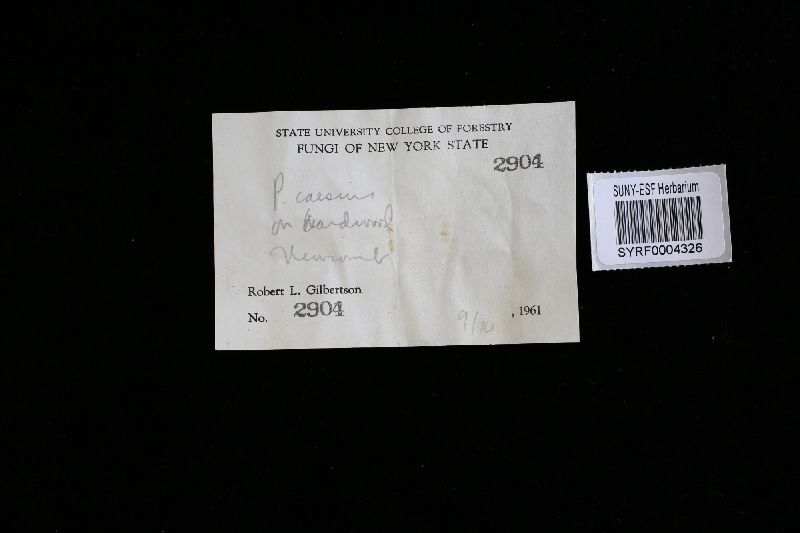 STATE UNIVERSITY COLLEGE OF FORESTRY
FUNGI OF NEW YORK STATE
2904
P. caesius
on hardwood
Newcomb
Robert L. Gilbertson
No. 2904
9/10 , 1961
SUNY-ESF Herbarium
SYRF0004326